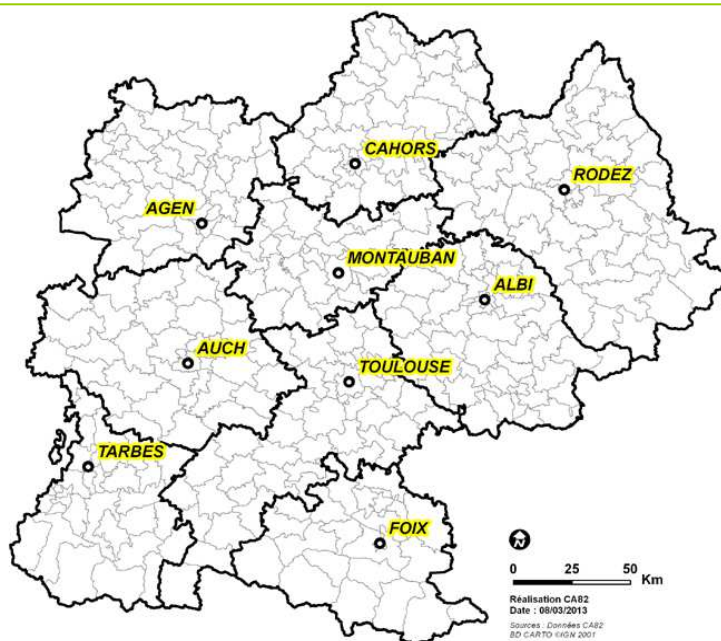 CAHORS
RODEZ
AGEN
MONTAUBAN
ALBI
AUCH
TOULOUSE
TARBES
FOIX
N
0 25 50 Km
Réalisation CA82
Date : 08/03/2013
Sources : Données CA82
BD CARTO ©IGN 2001